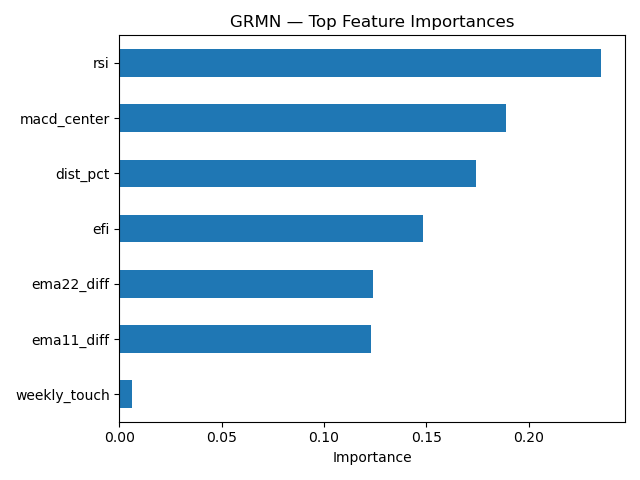 GRMN — Top Feature Importances
rsi
macd_center
dist_pct
efi
ema22_diff
ema11_diff
weekly_touch
0.00 0.05 0.10 0.15 0.20
Importance